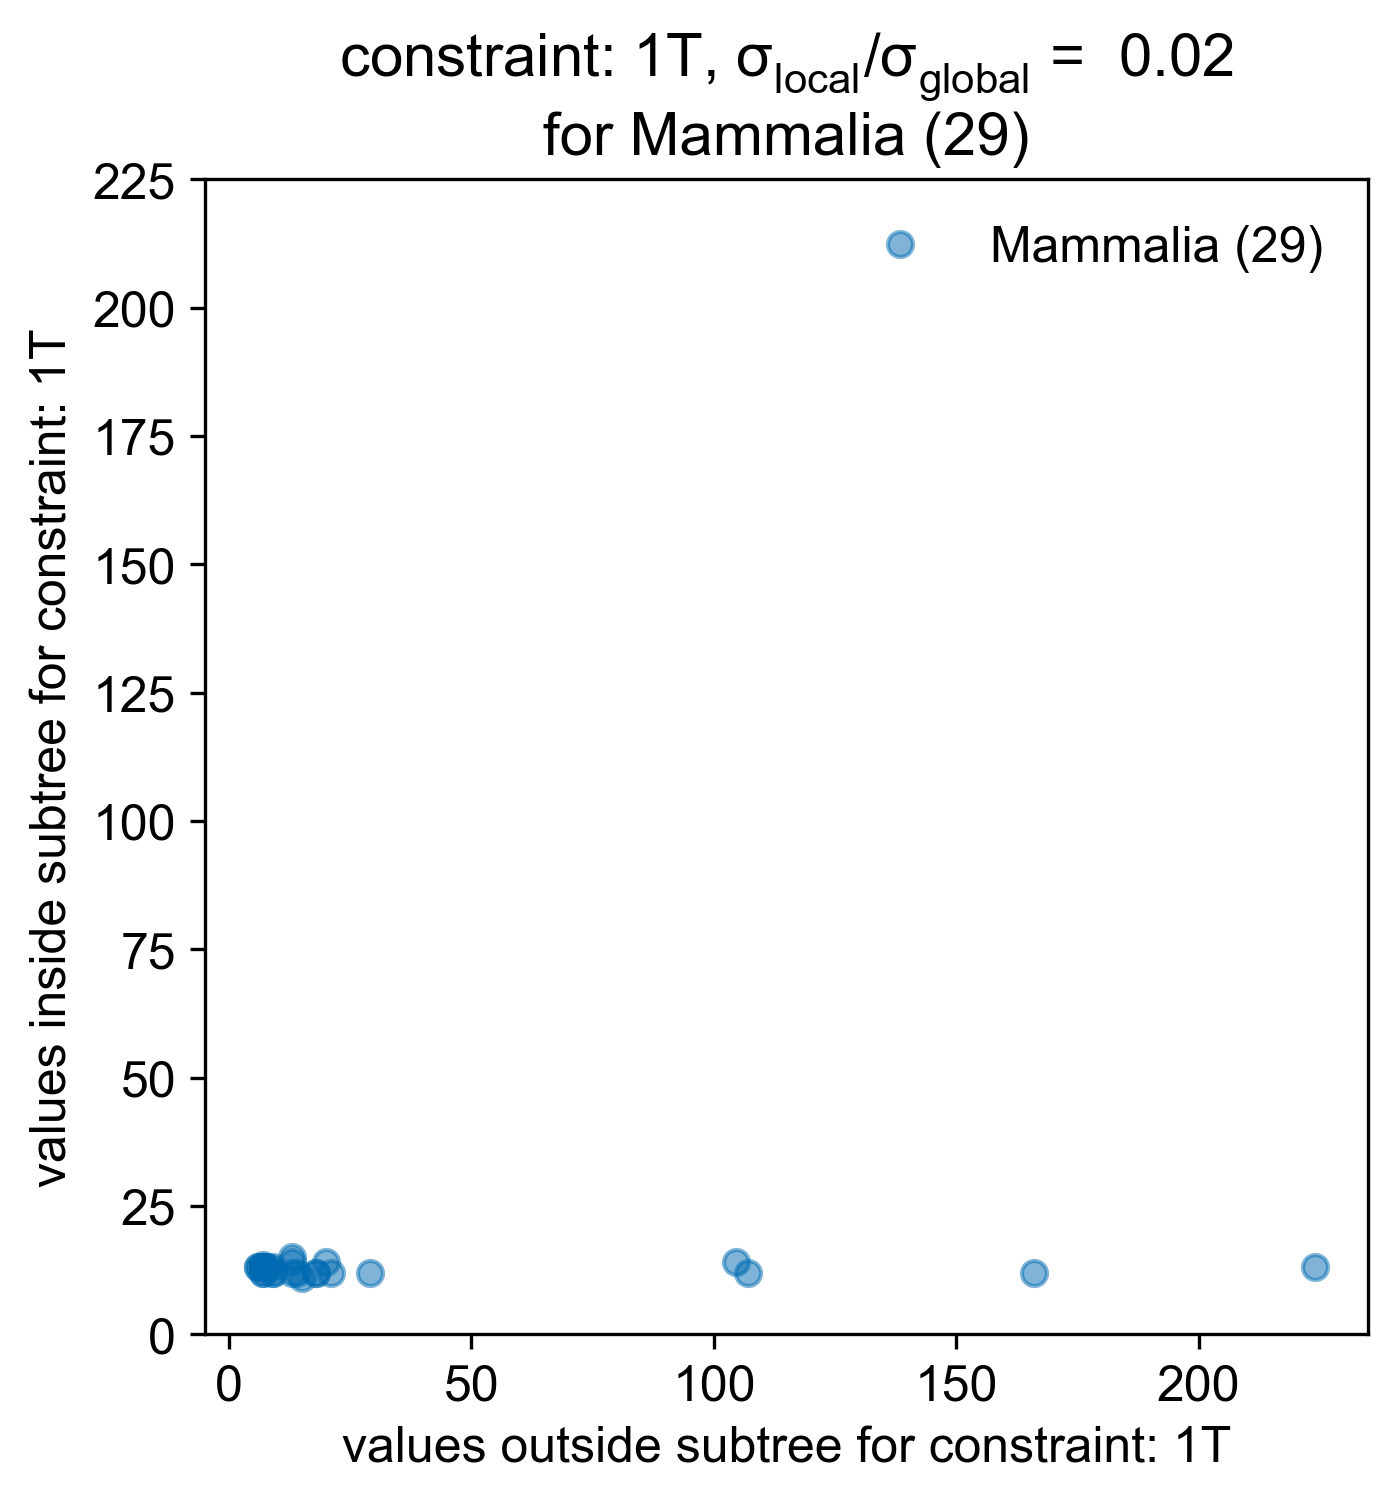 constraint: 1T, σlocal/σglobal = 0.02
for Mammalia (29)
225
200
175
150
125
100
75
50
25
0
values inside subtree for constraint: 1T
Mammalia (29)
0 50 100 150 200
values outside subtree for constraint: 1T